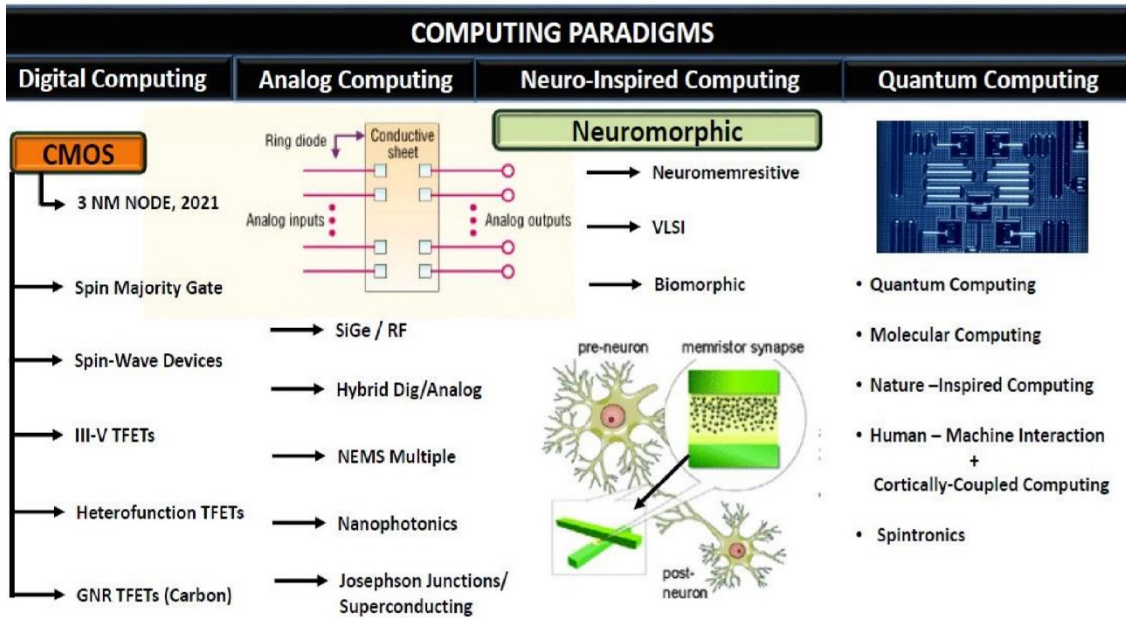 COMPUTING PARADIGMS
Digital Computing
Analog Computing
Neuro-Inspired Computing
Quantum Computing
CMOS
3 NM NODE, 2021
Spin Majority Gate
Spin-Wave Devices
III-V TFETs
Heterofunction TFETs
GNR TFETs (Carbon)
Ring diode
Conductive
sheet
Analog inputs
Analog outputs
SiGe / RF
Hybrid Dig/Analog
NEMS Multiple
Nanophotonics
Josephson Junctions/
Superconducting
Neuromorphic
Neuromemresitive
VLSI
Biomorphic
pre-neuron
memristor synapse
post-
neuron
• Quantum Computing
• Molecular Computing
• Nature –Inspired Computing
• Human – Machine Interaction
+
Cortically-Coupled Computing
• Spintronics